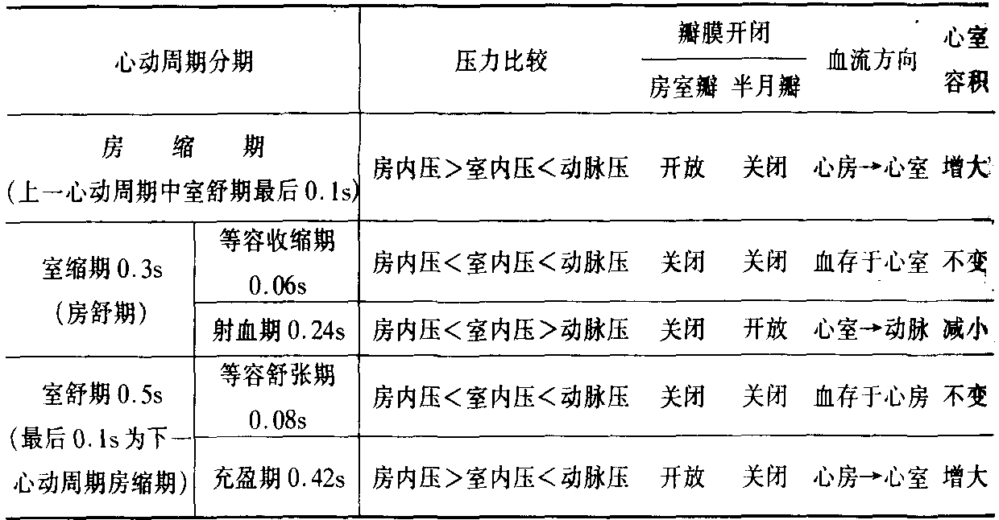 心动周期分期 压力比较 瓣膜开闭 血流方向 心室容积
房室瓣 半月瓣
房 缩 期
(上一心动周期中室舒期最后0.1s) 房内压>室内压<动脉压 开放 关闭 心房→心室 增大
室缩期0.3s
(房舒期)
等容收缩期
0.06s
房内压<室内压<动脉压 关闭 关闭 血存于心室 不变
射血期0.24s 房内压<室内压>动脉压 关闭 开放 心室→动脉 减小
室舒期0.5s
(最后0.1s为下一
心动周期房缩期)
等容舒张期
0.08s
房内压<室内压<动脉压 关闭 关闭 血存于心房 不变
充盈期0.42s 房内压>室内压<动脉压 开放 关闭 心房→心室 增大